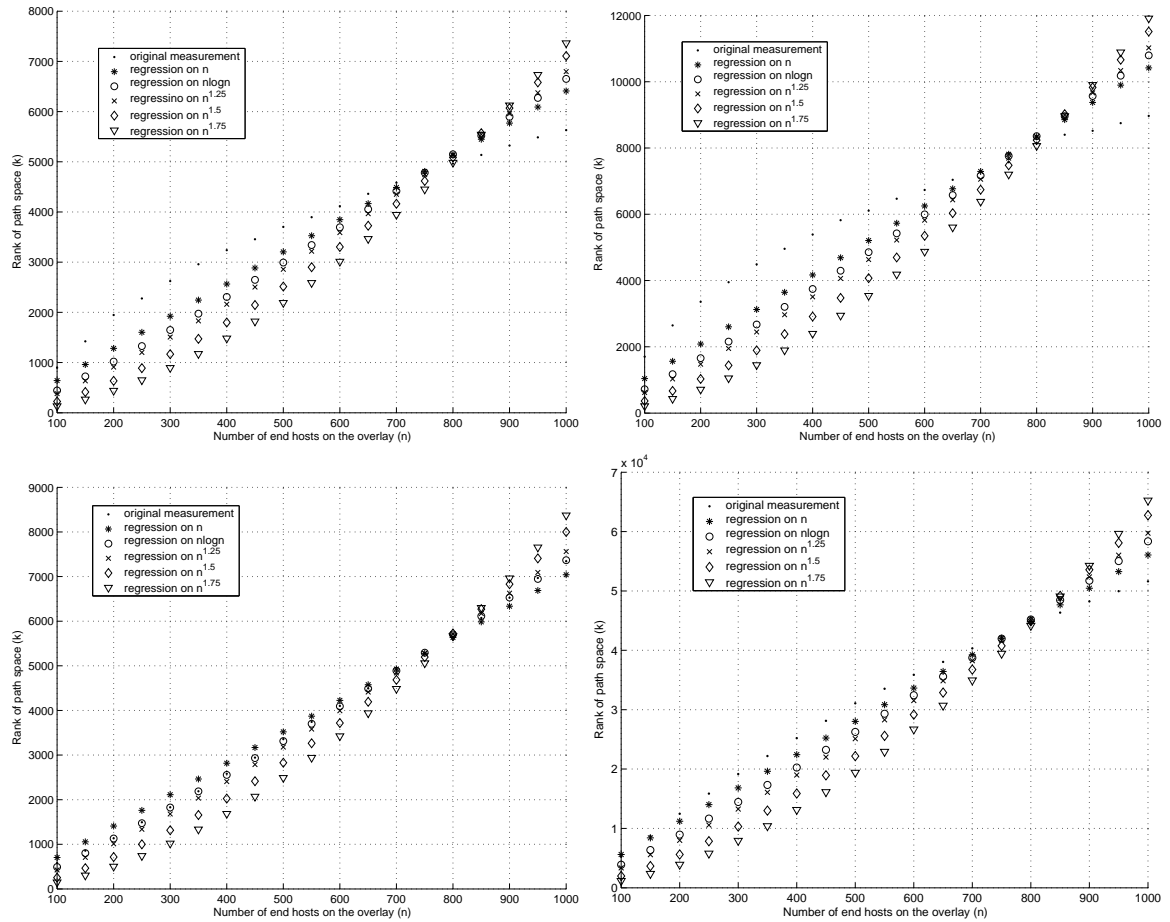 8000
7000
6000
5000
4000
3000
2000
1000
0
Rank of path space (k)
original measurement
regression on n
regression on nlogn
regressino on n^1.25
regression on n^1.5
regression on n^1.75
100 200 300 400 500 600 700 800 900 1000
Number of end hosts on the overlay (n)
12000
10000
8000
6000
4000
2000
0
Rank of path space (k)
original measurement
regression on n
regression on nlogn
regression on n^1.25
regression on n^1.5
regression on n^1.75
100 200 300 400 500 600 700 800 900 1000
Number of end hosts on the overlay (n)
9000
8000
7000
6000
5000
4000
3000
2000
1000
0
Rank of path space (k)
original measurement
regression on n
regression on nlogn
regression on n^1.25
regression on n^1.5
regression on n^1.75
100 200 300 400 500 600 700 800 900 1000
Number of end hosts on the overlay (n)
x 10^4
7
6
5
4
3
2
1
0
Rank of path space (k)
original measurement
regression on n
regression on nlogn
regression on n^1.25
regression on n^1.5
regression on n^1.75
100 200 300 400 500 600 700 800 900 1000
Number of end hosts on the overlay (n)